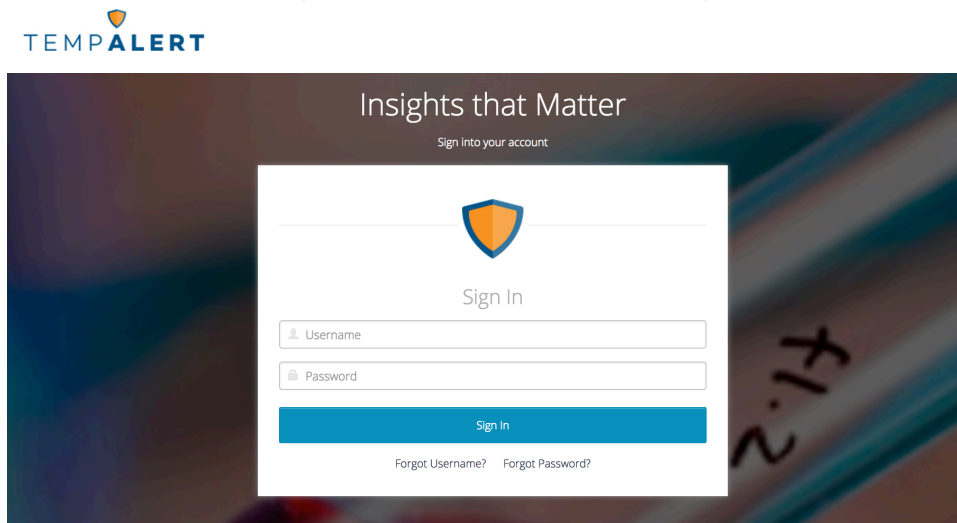 TEMPALERT
Insights that Matter
Sign into your account
Sign In
Username
Password
Sign In
Forgot Username? Forgot Password?